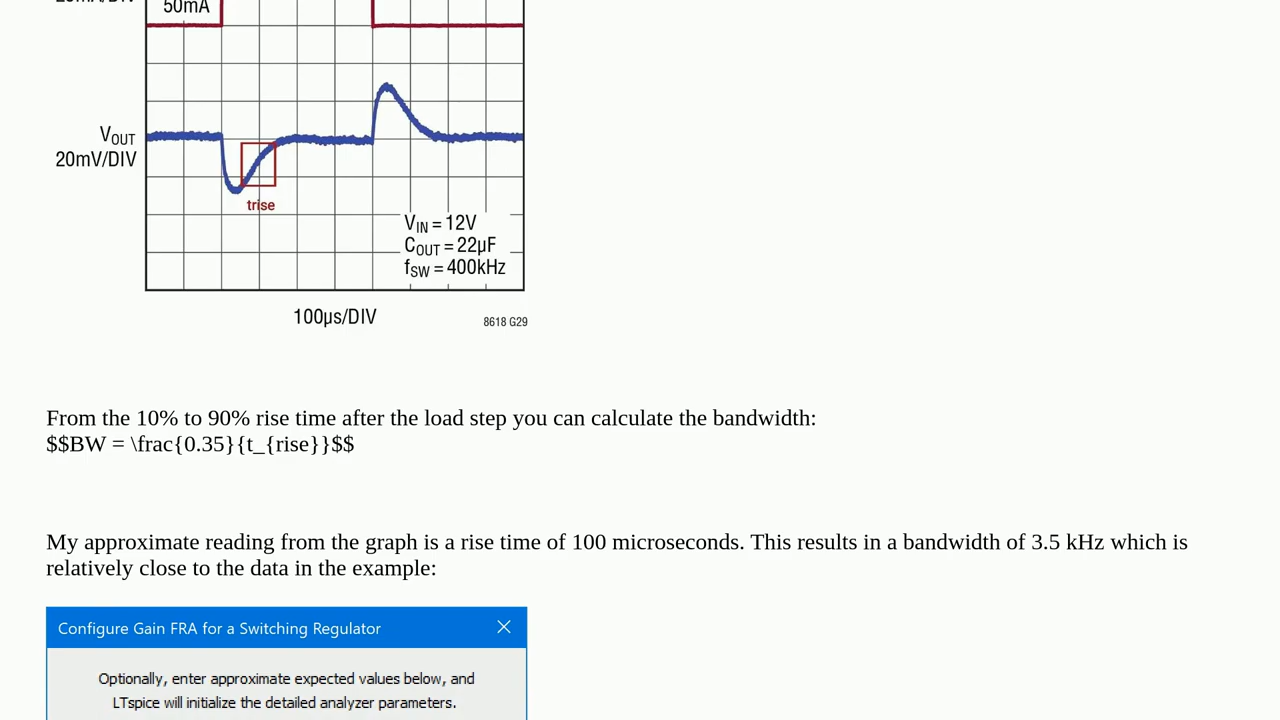 50mA
VOUT
20mV/DIV
trise
VIN = 12V
COUT = 22µF
fSW = 400kHz
100µs/DIV
8618 G29
From the 10% to 90% rise time after the load step you can calculate the bandwidth:
$$BW = \frac{0.35}{t_{rise}}$$
My approximate reading from the graph is a rise time of 100 microseconds. This results in a bandwidth of 3.5 kHz which is
relatively close to the data in the example:
Configure Gain FRA for a Switching Regulator
Optionally, enter approximate expected values below, and
LTspice will initialize the detailed analyzer parameters.